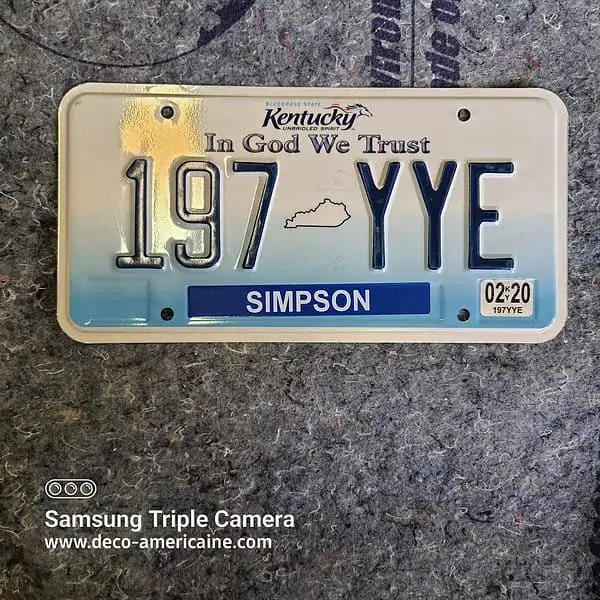 BLUEGRASS STATE
Kentucky
UNBRIDLED SPIRIT
In God We Trust
197 YYE
SIMPSON
02 KY 20
197YYE
Samsung Triple Camera
www.deco-americaine.com